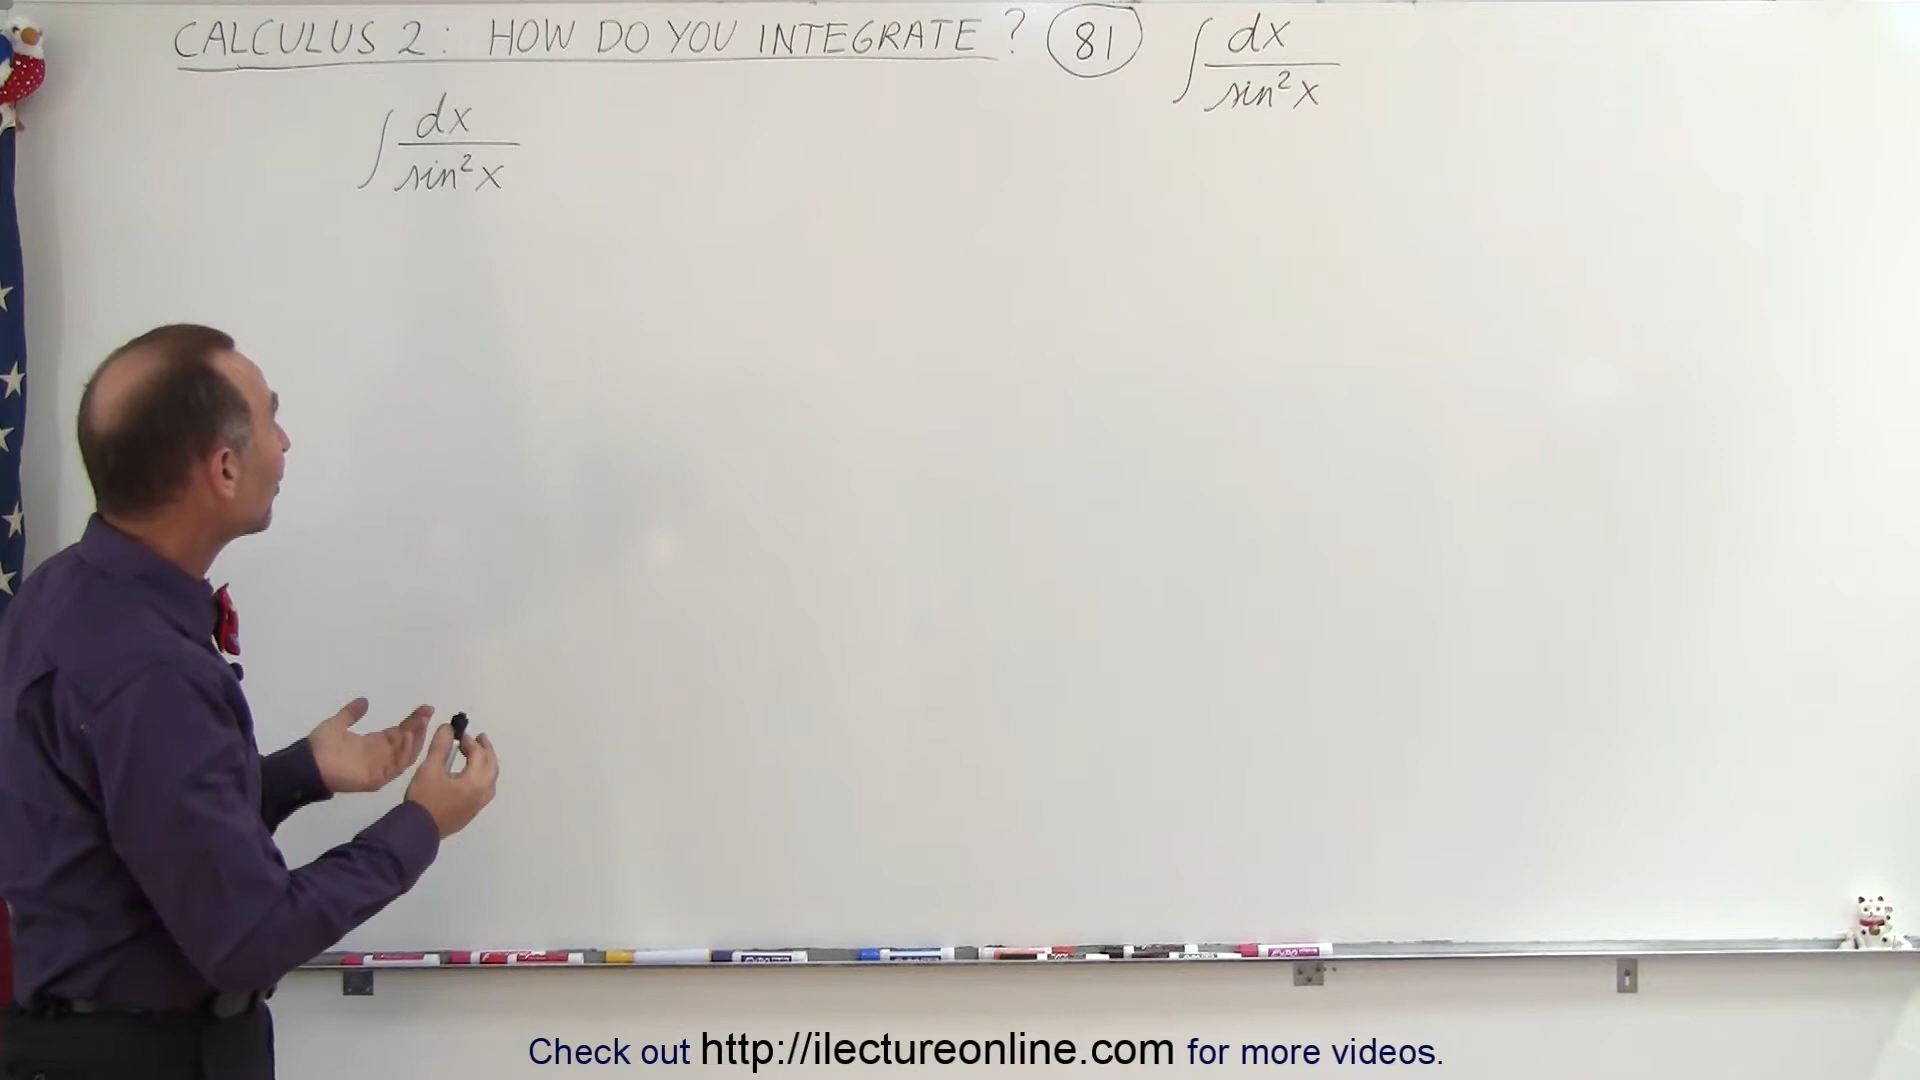 CALCULUS 2: HOW DO YOU INTEGRATE? 81 ∫ dx / sin²x
∫ dx / sin²x
Check out http://ilectureonline.com for more videos.